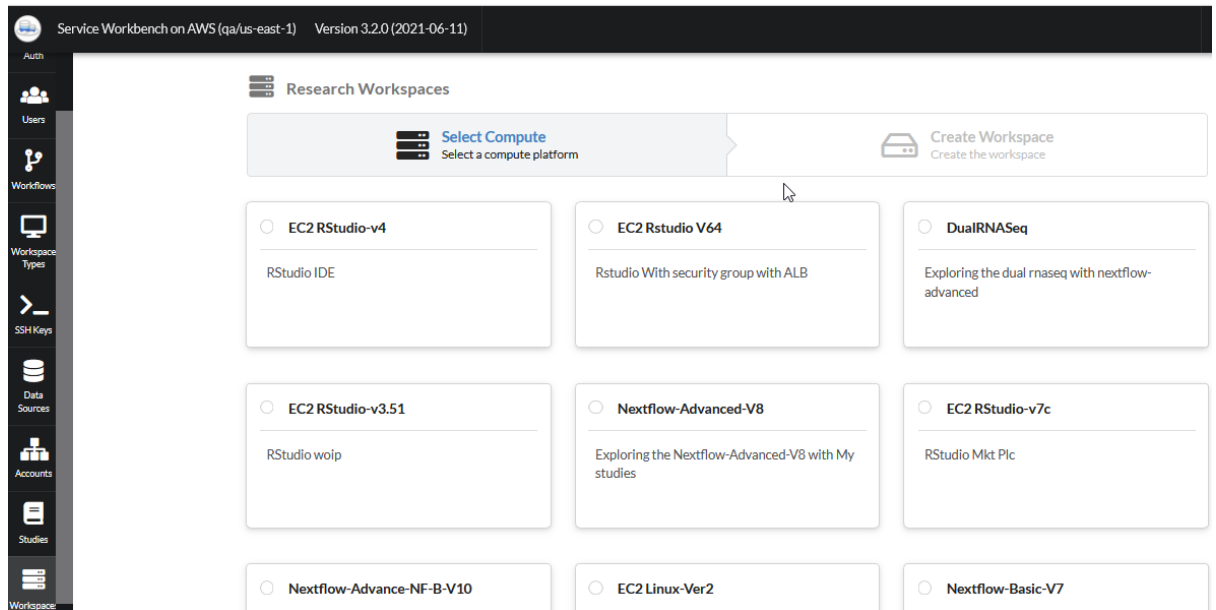 Service Workbench on AWS (qa/us-east-1) Version 3.2.0 (2021-06-11)
Auth
Users
Workflows
Workspace
Types
SSH Keys
Data
Sources
Accounts
Studies
Workspace
Research Workspaces
Select Compute
Select a compute platform
Create Workspace
Create the workspace
EC2 RStudio-v4
RStudio IDE
EC2 Rstudio V64
Rstudio With security group with ALB
DualRNASeq
Exploring the dual rnaseq with nextflow-
advanced
EC2 RStudio-v3.51
RStudio woip
Nextflow-Advanced-V8
Exploring the Nextflow-Advanced-V8 with My
studies
EC2 RStudio-v7c
RStudio Mkt Plc
Nextflow-Advance-NF-B-V10
EC2 Linux-Ver2
Nextflow-Basic-V7